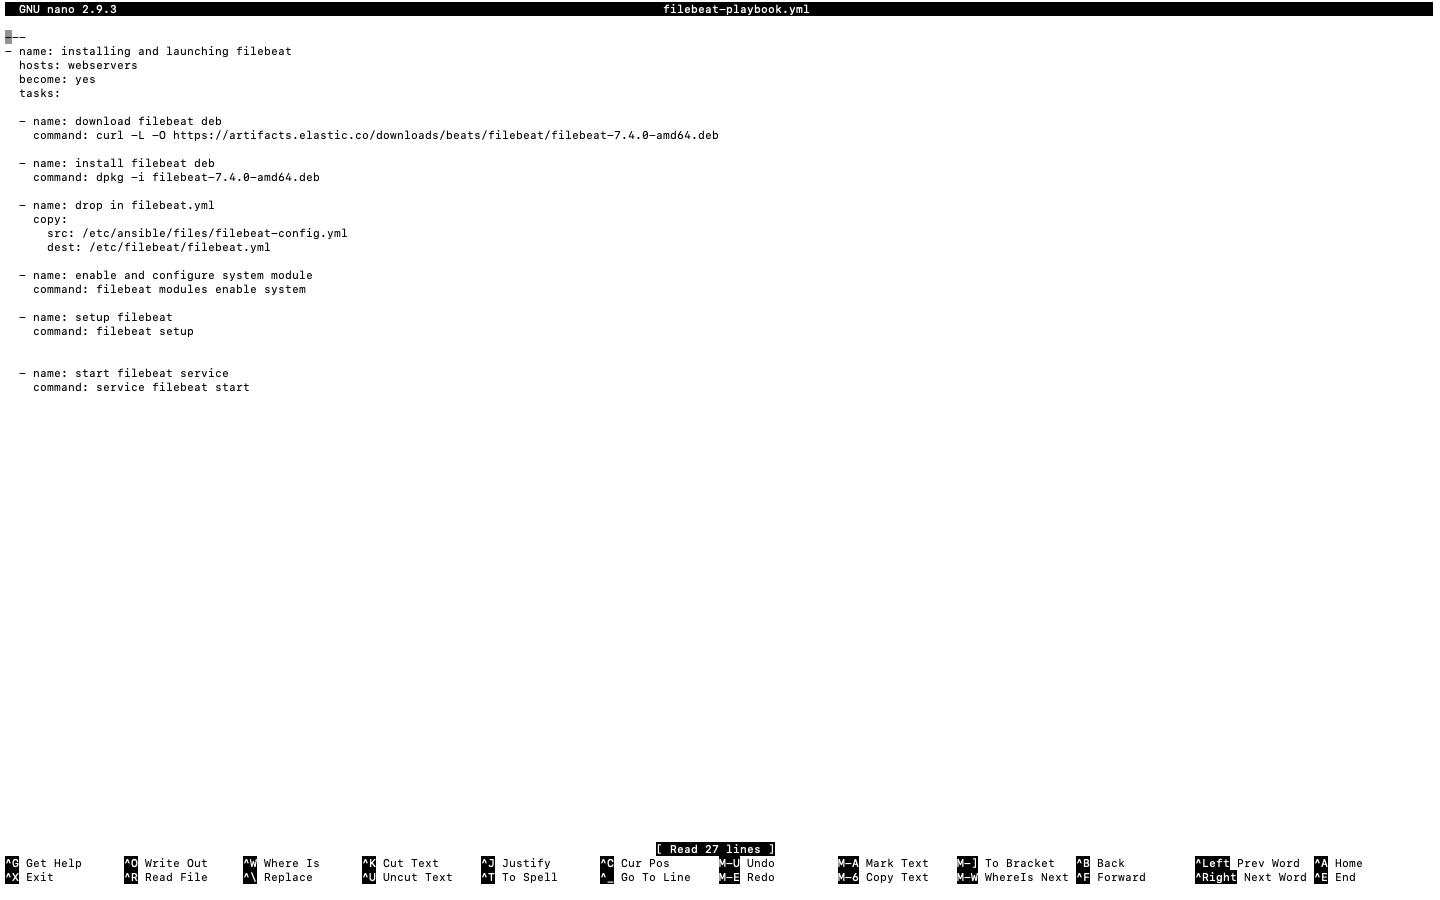 GNU nano 2.9.3 filebeat-playbook.yml
---
- name: installing and launching filebeat
  hosts: webservers
  become: yes
  tasks:

  - name: download filebeat deb
    command: curl -L -O https://artifacts.elastic.co/downloads/beats/filebeat/filebeat-7.4.0-amd64.deb

  - name: install filebeat deb
    command: dpkg -i filebeat-7.4.0-amd64.deb

  - name: drop in filebeat.yml
    copy:
      src: /etc/ansible/files/filebeat-config.yml
      dest: /etc/filebeat/filebeat.yml

  - name: enable and configure system module
    command: filebeat modules enable system

  - name: setup filebeat
    command: filebeat setup


  - name: start filebeat service
    command: service filebeat start

[ Read 27 lines ]
^G Get Help ^O Write Out ^W Where Is ^K Cut Text ^J Justify ^C Cur Pos M-U Undo M-A Mark Text M-] To Bracket ^B Back ^Left Prev Word ^A Home
^X Exit ^R Read File ^\ Replace ^U Uncut Text ^T To Spell ^_ Go To Line M-E Redo M-6 Copy Text M-W WhereIs Next ^F Forward ^Right Next Word ^E End